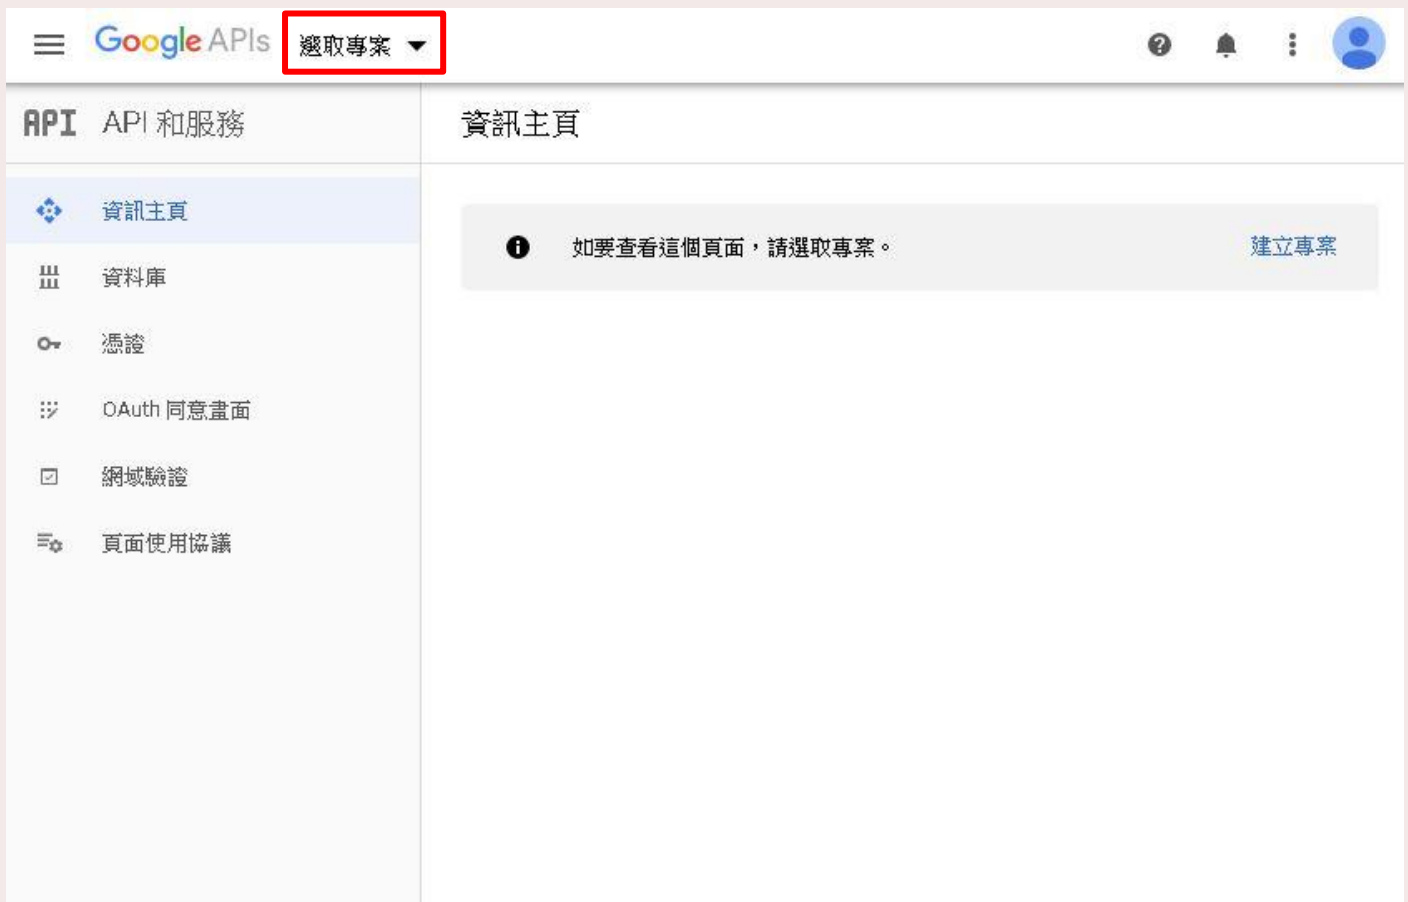 Google APIs 選取專案
API API 和服務
資訊主頁
資訊主頁
資料庫
憑證
OAuth 同意畫面
網域驗證
頁面使用協議
如要查看這個頁面，請選取專案。
建立專案